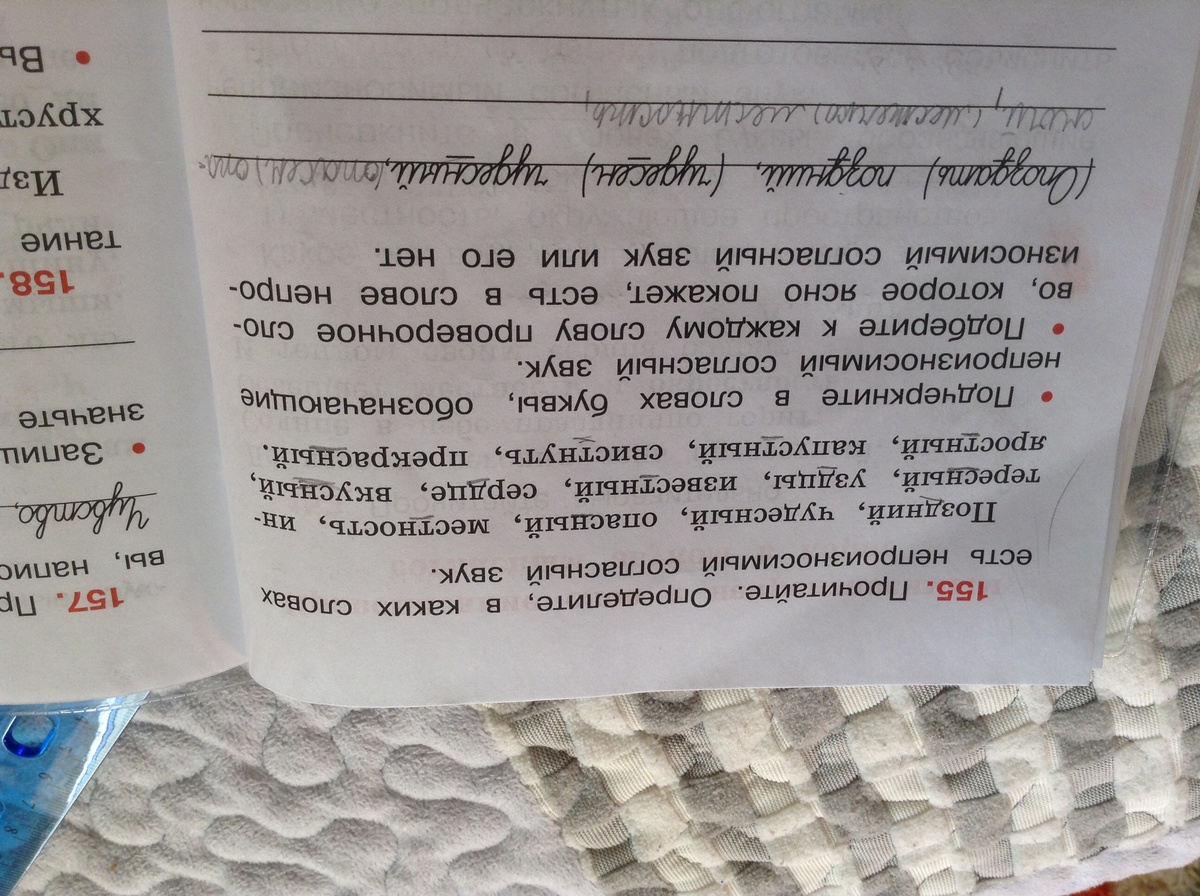 155. Прочитайте. Определите, в каких словах
есть непроизносимый согласный звук.
Поздний, чудесный, опасный, местность, ин-
тересный, уздцы, известный, сердце, вкусный,
яростный, капустный, свистнуть, прекрасный.
• Подчеркните в словах буквы, обозначающие
непроизносимый согласный звук.
• Подберите к каждому слову проверочное сло-
во, которое ясно покажет, есть в слове непро-
износимый согласный звук или его нет.
(Опоздать) поздний, (чудесен) чудесный, (опасен) опа-
сный, (местечко) местность,
157. Пр
вы, напис
Чувство,
• Запиш
значьте
158.
тание
Изд
хруст
• Вы